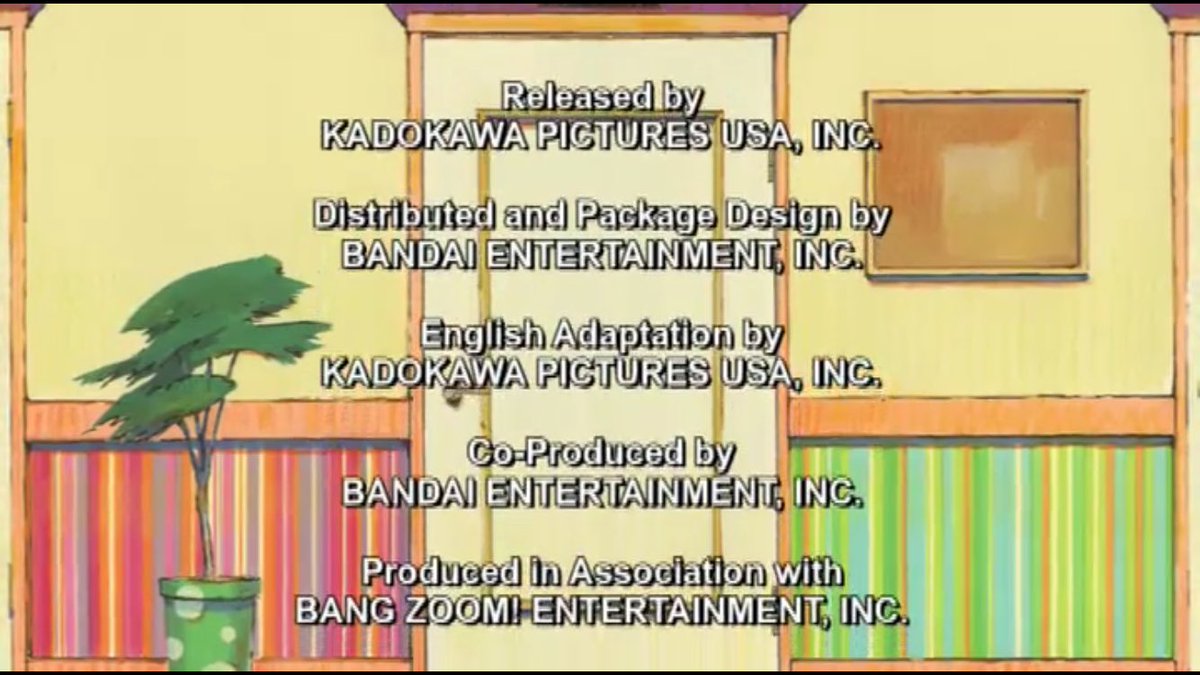 Released by
KADOKAWA PICTURES USA, INC.
Distributed and Package Design by
BANDAI ENTERTAINMENT, INC.
English Adaptation by
KADOKAWA PICTURES USA, INC.
Co-Produced by
BANDAI ENTERTAINMENT, INC.
Produced in Association with
BANG ZOOM! ENTERTAINMENT, INC.